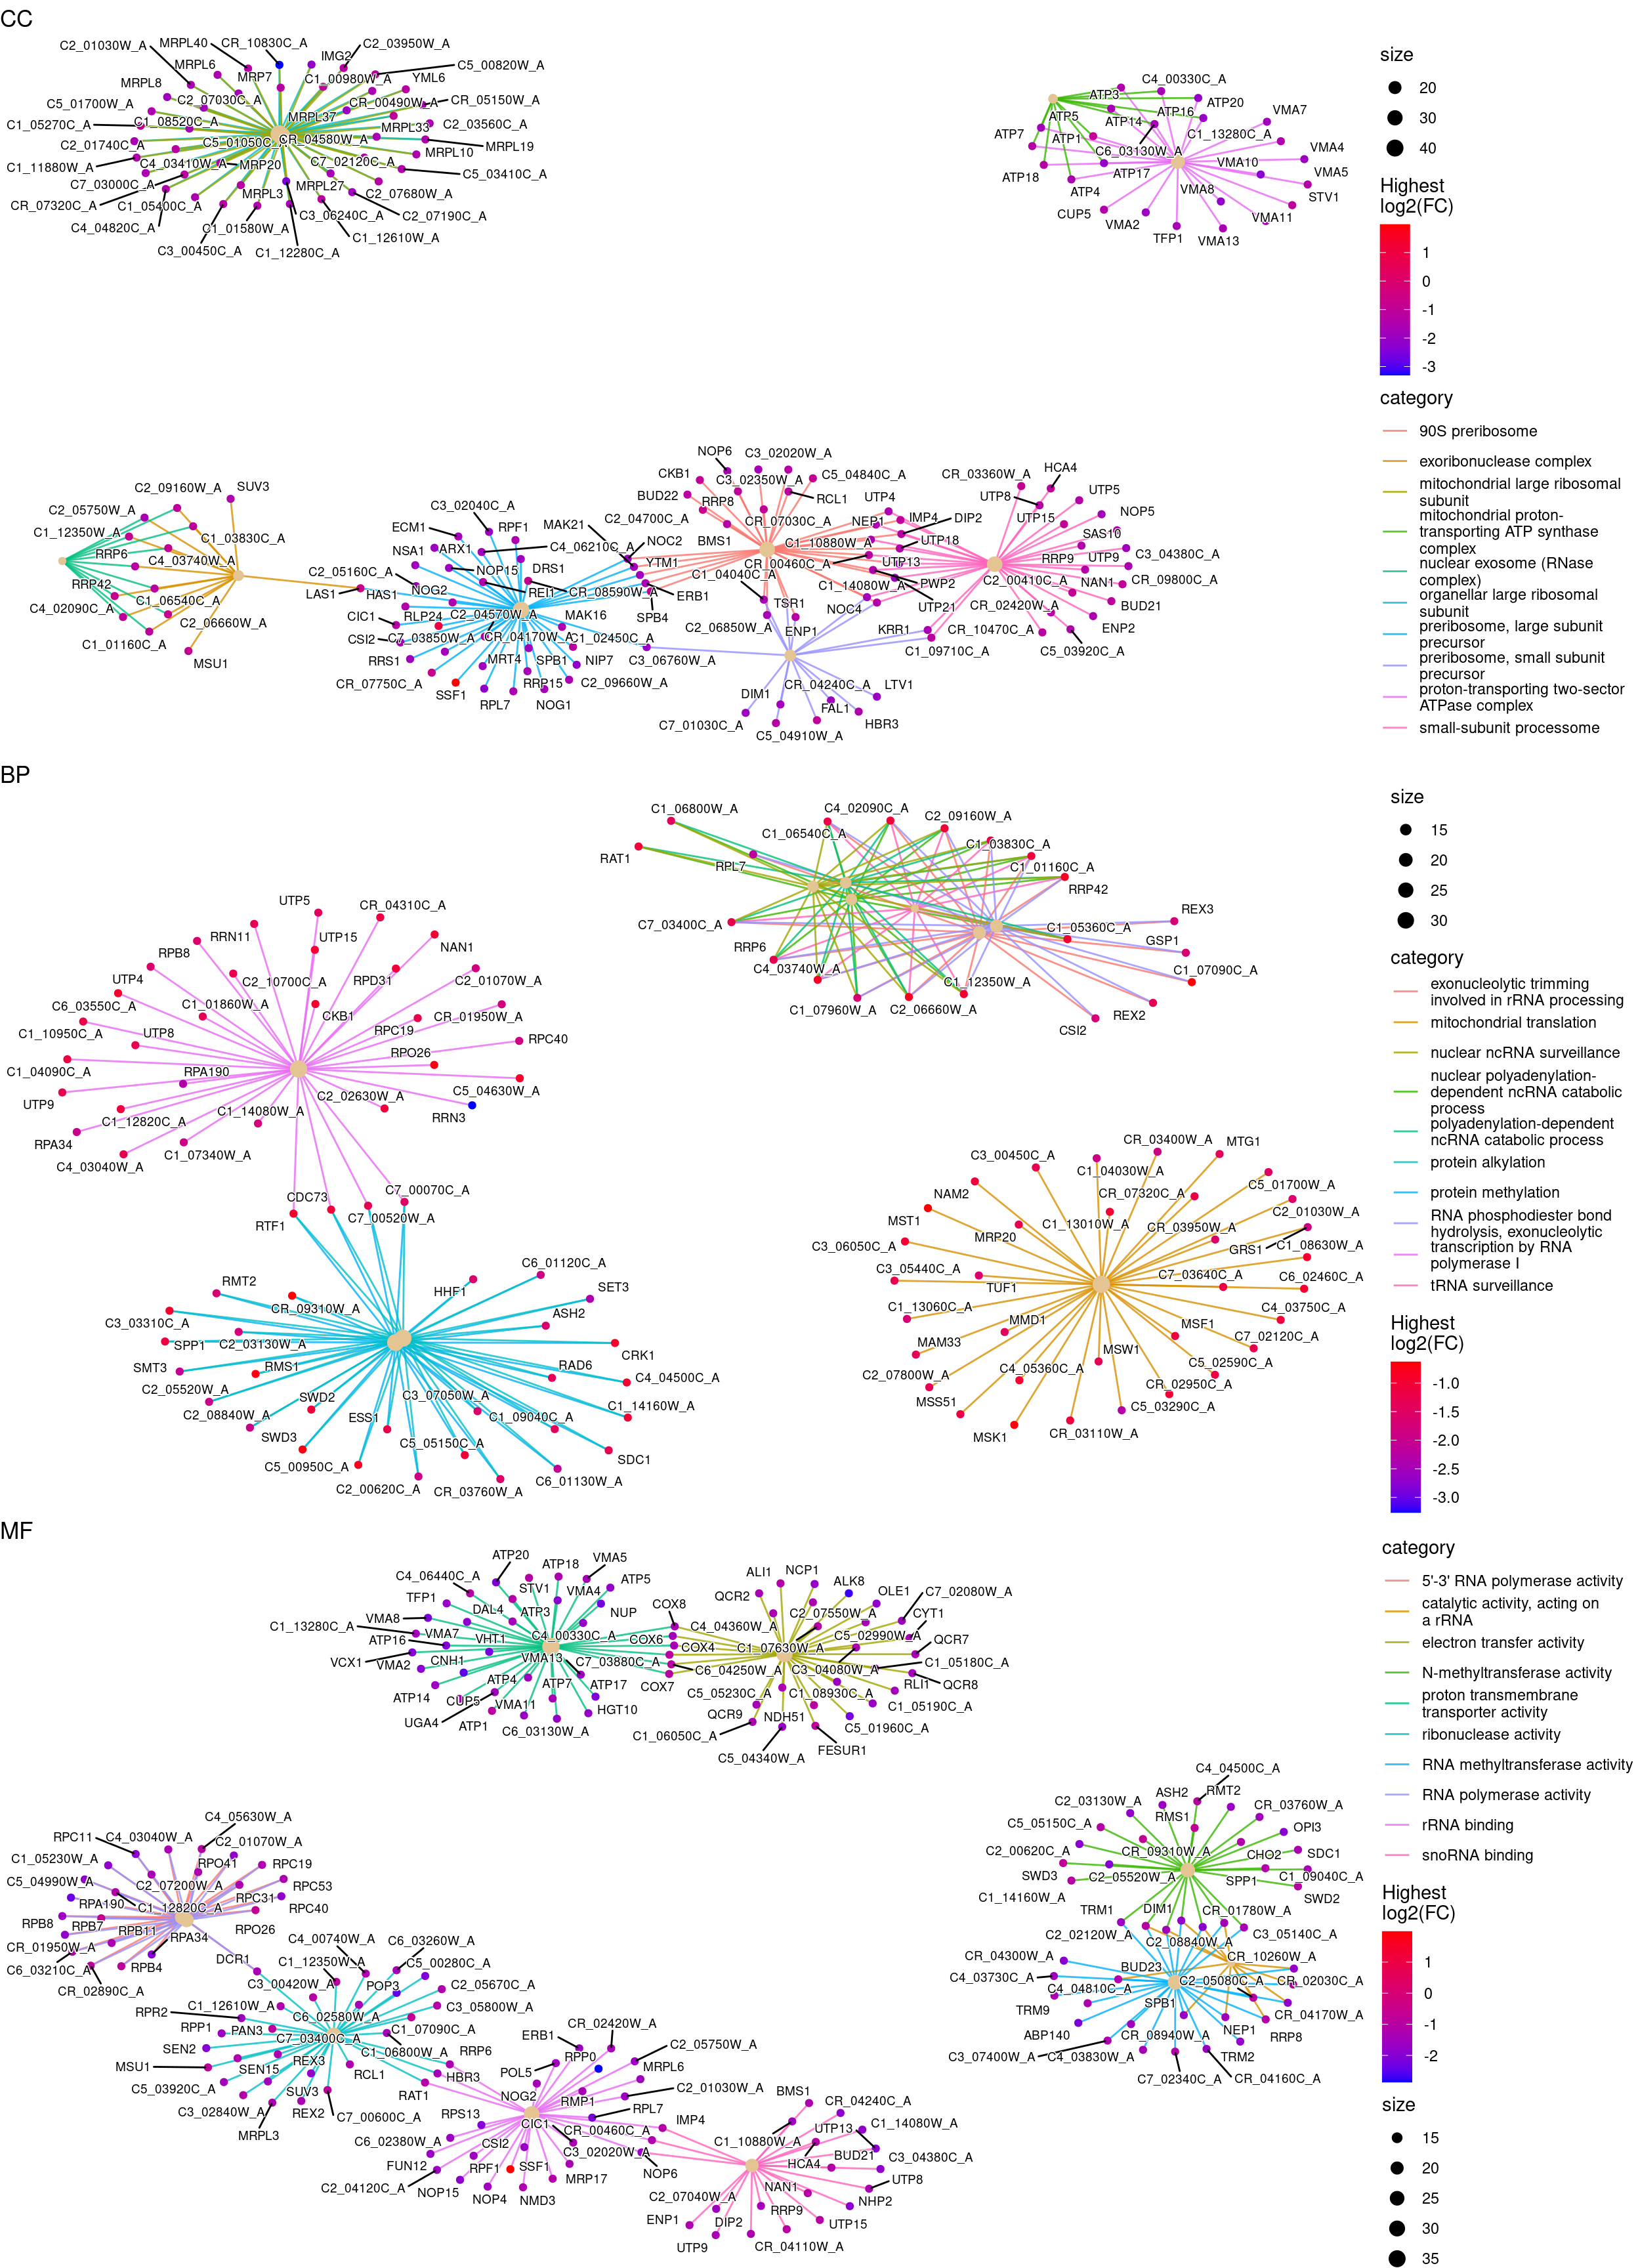 CC
C2_01030W_A
MRPL40
CR_10830C_A
C2_03950W_A
MRPL6
IMG2
C5_00820W_A
MRPL8
MRP7
C1_00980W_A
YML6
C5_01700W_A
C2_07030C_A
CR_00490W_A
CR_05150W_A
C1_05270C_A
C1_08520C_A
MRPL37
MRPL33
C2_03560C_A
C2_01740C_A
C5_01050C_
CR_04580W_A
MRPL19
MRPL10
C1_11880W_A
C4_03410W_A
MRP20
C7_02120C_A
C5_03410C_A
C7_03000C_A
MRPL27
C2_07680W_A
CR_07320C_A
C1_05400C_A
MRPL3
C3_06240C_A
C2_07190C_A
C4_04820C_A
C1_01580W_A
C1_12610W_A
C3_00450C_A
C1_12280C_A
C4_00330C_A
ATP3
ATP20
ATP5
ATP16
VMA7
ATP14
ATP7
ATP1
C1_13280C_A
C6_03130W_A
VMA4
VMA10
ATP18
ATP17
VMA5
ATP4
VMA8
STV1
CUP5
VMA2
VMA11
TFP1
VMA13
size
20
30
40
Highest
log2(FC)
1
0
-1
-2
-3
category
90S preribosome
exoribonuclease complex
mitochondrial large ribosomal
subunit
mitochondrial proton-
transporting ATP synthase
complex
nuclear exosome (RNase
complex)
organellar large ribosomal
subunit
preribosome, large subunit
precursor
preribosome, small subunit
precursor
proton-transporting two-sector
ATPase complex
small-subunit processome
C2_09160W_A
SUV3
C2_05750W_A
C1_12350W_A
C1_03830C_A
RRP6
C4_03740W_A
RRP42
C1_06540C_A
C4_02090C_A
C2_06660W_A
C1_01160C_A
MSU1
C3_02040C_A
ECM1
RPF1
MAK21
NSA1
ARX1
C4_06210C_A
NOC2
C2_05160C_A
NOP15
DRS1
YTM1
LAS1
HAS1
NOG2
REI1
CR_08590W_A
ERB1
CIC1
RLP24
C2_04570W_A
MAK16
SPB4
CSI2
C7_03850W_A
CR_04170W_A
C1_02450C_A
RRS1
MRT4
SPB1
NIP7
C3_06760W_A
CR_07750C_A
SSF1
RRP15
C2_09660W_A
RPL7
NOG1
NOP6
C3_02020W_A
CKB1
C3_02350W_A
C5_04840C_A
BUD22
RRP8
RCL1
UTP4
C2_04700C_A
CR_07030C_A
NEP1
IMP4
DIP2
BMS1
C1_10880W_A
UTP18
CR_00460C_A
UTP13
C1_04040C_A
C1_14080W_A
PWP2
TSR1
NOC4
UTP21
C2_06850W_A
ENP1
KRR1
C1_09710C_A
DIM1
CR_04240C_A
LTV1
C7_01030C_A
FAL1
HBR3
C5_04910W_A
CR_03360W_A
HCA4
UTP8
UTP5
UTP15
NOP5
SAS10
RRP9
UTP9
C3_04380C_A
C2_00410C_A
NAN1
CR_09800C_A
CR_02420W_A
BUD21
CR_10470C_A
ENP2
C5_03920C_A
BP
C1_06800W_A
C4_02090C_A
C2_09160W_A
C1_06540C_A
C1_03830C_A
RAT1
RPL7
C1_01160C_A
RRP42
C7_03400C_A
REX3
RRP6
C1_05360C_A
GSP1
C4_03740W_A
C1_12350W_A
C1_07090C_A
C1_07960W_A
C2_06660W_A
REX2
CSI2
UTP5
CR_04310C_A
RRN11
UTP15
NAN1
RPB8
UTP4
C2_10700C_A
RPD31
C2_01070W_A
C6_03550C_A
C1_01860W_A
CKB1
CR_01950W_A
C1_10950C_A
UTP8
RPC19
RPC40
C1_04090C_A
RPA190
RPO26
C5_04630W_A
UTP9
C2_02630W_A
RRN3
C1_12820C_A
C1_14080W_A
RPA34
C1_07340W_A
C4_03040W_A
CDC73
C7_00070C_A
RTF1
C7_00520W_A
C6_01120C_A
RMT2
HHF1
SET3
CR_09310W_A
ASH2
C3_03310C_A
SPP1
C2_03130W_A
CRK1
SMT3
RMS1
RAD6
C4_04500C_A
C2_05520W_A
SWD2
C3_07050W_A
C1_14160W_A
C2_08840W_A
ESS1
C1_09040C_A
SWD3
C5_05150C_A
SDC1
C5_00950C_A
C6_01130W_A
C2_00620C_A
CR_03760W_A
CR_03400W_A
MTG1
C3_00450C_A
C1_04030W_A
C5_01700W_A
NAM2
CR_07320C_A
C2_01030W_A
MST1
C1_13010W_A
CR_03950W_A
MRP20
GRS1
C1_08630W_A
C3_06050C_A
C3_05440C_A
TUF1
C7_03640C_A
C6_02460C_A
C1_13060C_A
MMD1
C4_03750C_A
MAM33
MSF1
C7_02120C_A
MSW1
C2_07800W_A
C4_05360C_A
C5_02590C_A
MSS51
CR_02950C_A
C5_03290C_A
MSK1
CR_03110W_A
size
15
20
25
30
category
exonucleolytic trimming
involved in rRNA processing
mitochondrial translation
nuclear ncRNA surveillance
nuclear polyadenylation-
dependent ncRNA catabolic
process
polyadenylation-dependent
ncRNA catabolic process
protein alkylation
protein methylation
RNA phosphodiester bond
hydrolysis, exonucleolytic
transcription by RNA
polymerase I
tRNA surveillance
Highest
log2(FC)
-1.0
-1.5
-2.0
-2.5
-3.0
MF
ATP20
ATP18
VMA5
C4_06440C_A
STV1
VMA4
ATP5
TFP1
DAL4
ATP3
NUP
COX8
C1_13280C_A
VMA8
VMA7
VHT1
C4_00330C_A
COX6
ATP16
COX4
VCX1
VMA2
CNH1
VMA13
C7_03880C_A
ATP4
ATP7
ATP17
COX7
ATP14
CUP5
VMA11
HGT10
UGA4
ATP1
C6_03130W_A
ALI1
NCP1
ALK8
QCR2
OLE1
C7_02080W_A
C4_04360W_A
C2_07550W_A
CYT1
C1_07630W_A
C5_02990W_A
QCR7
C6_04250W_A
C3_04080W_A
C1_05180C_A
C5_05230C_A
C1_08930C_A
RLI1
QCR8
QCR9
NDH51
C1_05190C_A
C1_06050C_A
C5_01960C_A
C5_04340W_A
FESUR1
C4_05630W_A
RPC11
C4_03040W_A
C2_01070W_A
C1_05230W_A
RPO41
RPC19
C5_04990W_A
C2_07200W_A
RPC53
RPA190
C1_12820C_A
RPC31
RPC40
RPB8
RPB7
RPB11
RPO26
CR_01950W_A
RPA34
C6_03210C_A
RPB4
DCR1
CR_02890C_A
C4_00740W_A
C6_03260W_A
C1_12350W_A
C5_00280C_A
C3_00420W_A
POP3
C2_05670C_A
RPR2
C1_12610W_A
C6_02580W_A
C3_05800W_A
RPP1
PAN3
C7_03400C_A
C1_07090C_A
SEN2
C1_06800W_A
RRP6
MSU1
SEN15
REX3
RCL1
HBR3
C5_03920C_A
SUV3
RAT1
C3_02840W_A
REX2
C7_00600C_A
MRPL3
CR_02420W_A
ERB1
RPP0
C2_05750W_A
POL5
MRPL6
NOG2
RMP1
C2_01030W_A
RPS13
RPL7
CIC1
IMP4
C6_02380W_A
CSI2
CR_00460C_A
FUN12
RPF1
SSF1
C3_02020W_A
C2_04120C_A
NOP15
MRP17
NOP6
NOP4
NMD3
BMS1
CR_04240C_A
C1_10880W_A
UTP13
C1_14080W_A
HCA4
BUD21
C3_04380C_A
NAN1
UTP8
C2_07040W_A
NHP2
RRP9
ENP1
DIP2
UTP15
UTP9
CR_04110W_A
C4_04500C_A
C2_03130W_A
ASH2
RMT2
C5_05150C_A
RMS1
CR_03760W_A
C2_00620C_A
CR_09310W_A
OPI3
SWD3
C2_05520W_A
CHO2
SDC1
SPP1
C1_09040C_A
C1_14160W_A
SWD2
TRM1
DIM1
CR_01780W_A
C2_02120W_A
C2_08840W_A
C3_05140C_A
CR_04300W_A
CR_10260W_A
BUD23
C4_03730C_A
C4_04810C_A
C2_05080C_A
CR_02030C_A
TRM9
SPB1
CR_04170W_A
ABP140
NEP1
RRP8
CR_08940W_A
C3_07400W_A
C4_03830W_A
TRM2
C7_02340C_A
CR_04160C_A
category
5'-3' RNA polymerase activity
catalytic activity, acting on
a rRNA
electron transfer activity
N-methyltransferase activity
proton transmembrane
transporter activity
ribonuclease activity
RNA methyltransferase activity
RNA polymerase activity
rRNA binding
snoRNA binding
Highest
log2(FC)
1
0
-1
-2
size
15
20
25
30
35